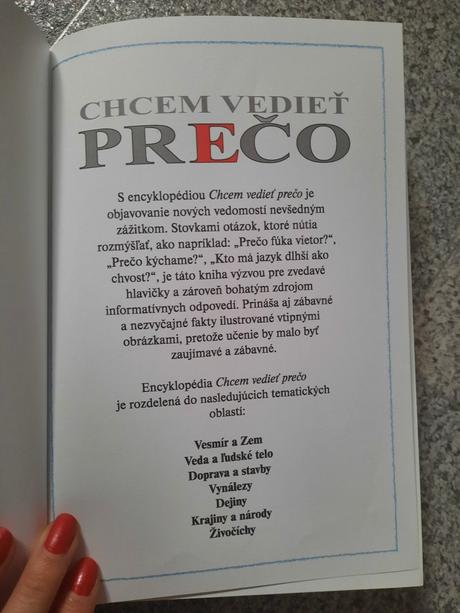 CHCEM VEDIEŤ
PREČO
S encyklopédiou Chcem vedieť prečo je
objavovanie nových vedomostí nevšedným
zážitkom. Stovkami otázok, ktoré nútia
rozmýšľať, ako napríklad: „Prečo fúka vietor?“,
„Prečo kýchame?“, „Kto má jazyk dlhší ako
chvost?“, je táto kniha výzvou pre zvedavé
hlavičky a zároveň bohatým zdrojom
informatívnych odpovedí. Prináša aj zábavné
a nezvyčajné fakty ilustrované vtipnými
obrázkami, pretože učenie by malo byť
zaujímavé a zábavné.
Encyklopédia Chcem vedieť prečo
je rozdelená do nasledujúcich tematických
oblastí:
Vesmír a Zem
Veda a ľudské telo
Doprava a stavby
Vynálezy
Dejiny
Krajiny a národy
Živočíchy